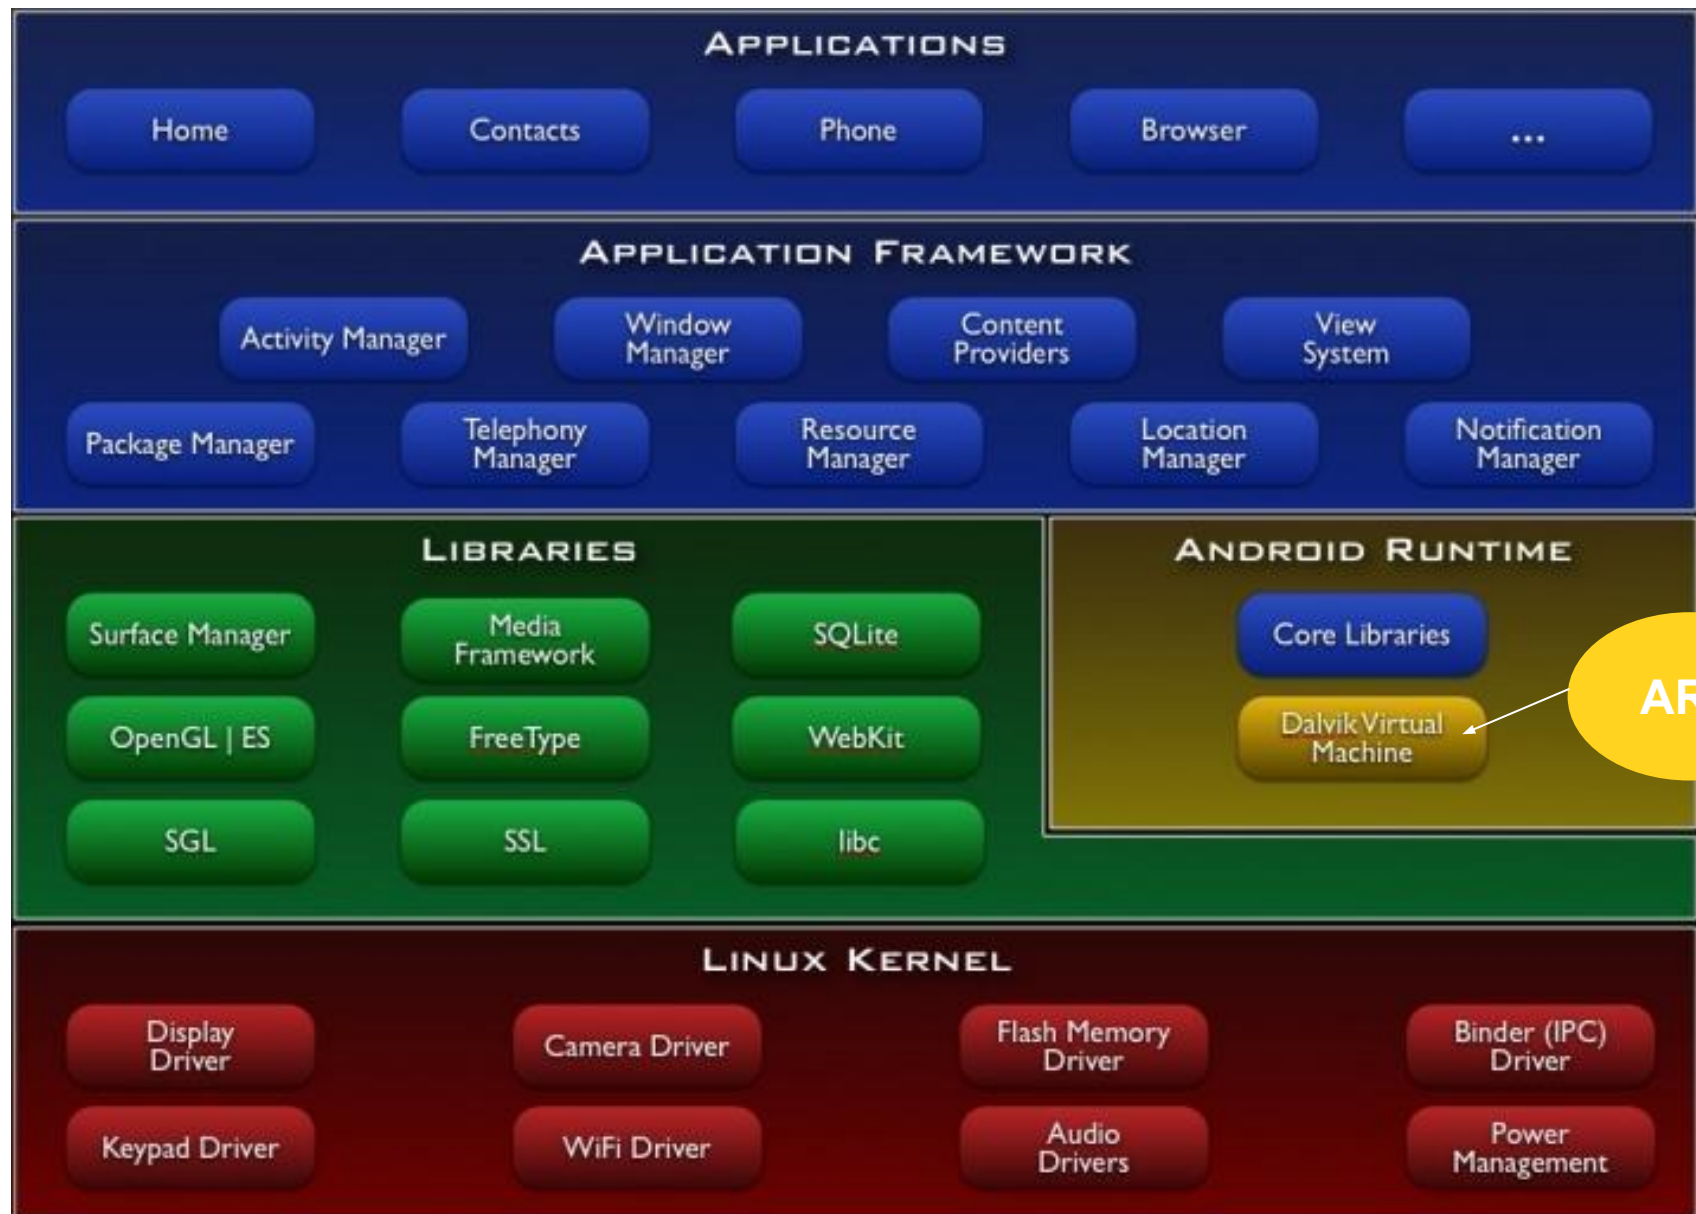 APPLICATIONS
Home
Contacts
Phone
Browser
...
APPLICATION FRAMEWORK
Activity Manager
Window
Manager
Content
Providers
View
System
Package Manager
Telephony
Manager
Resource
Manager
Location
Manager
Notification
Manager
LIBRARIES
Surface Manager
Media
Framework
SQLite
OpenGL | ES
FreeType
WebKit
SGL
SSL
libc
ANDROID RUNTIME
Core Libraries
Dalvik Virtual
Machine
LINUX KERNEL
Display
Driver
Camera Driver
Flash Memory
Driver
Binder (IPC)
Driver
Keypad Driver
WiFi Driver
Audio
Drivers
Power
Management